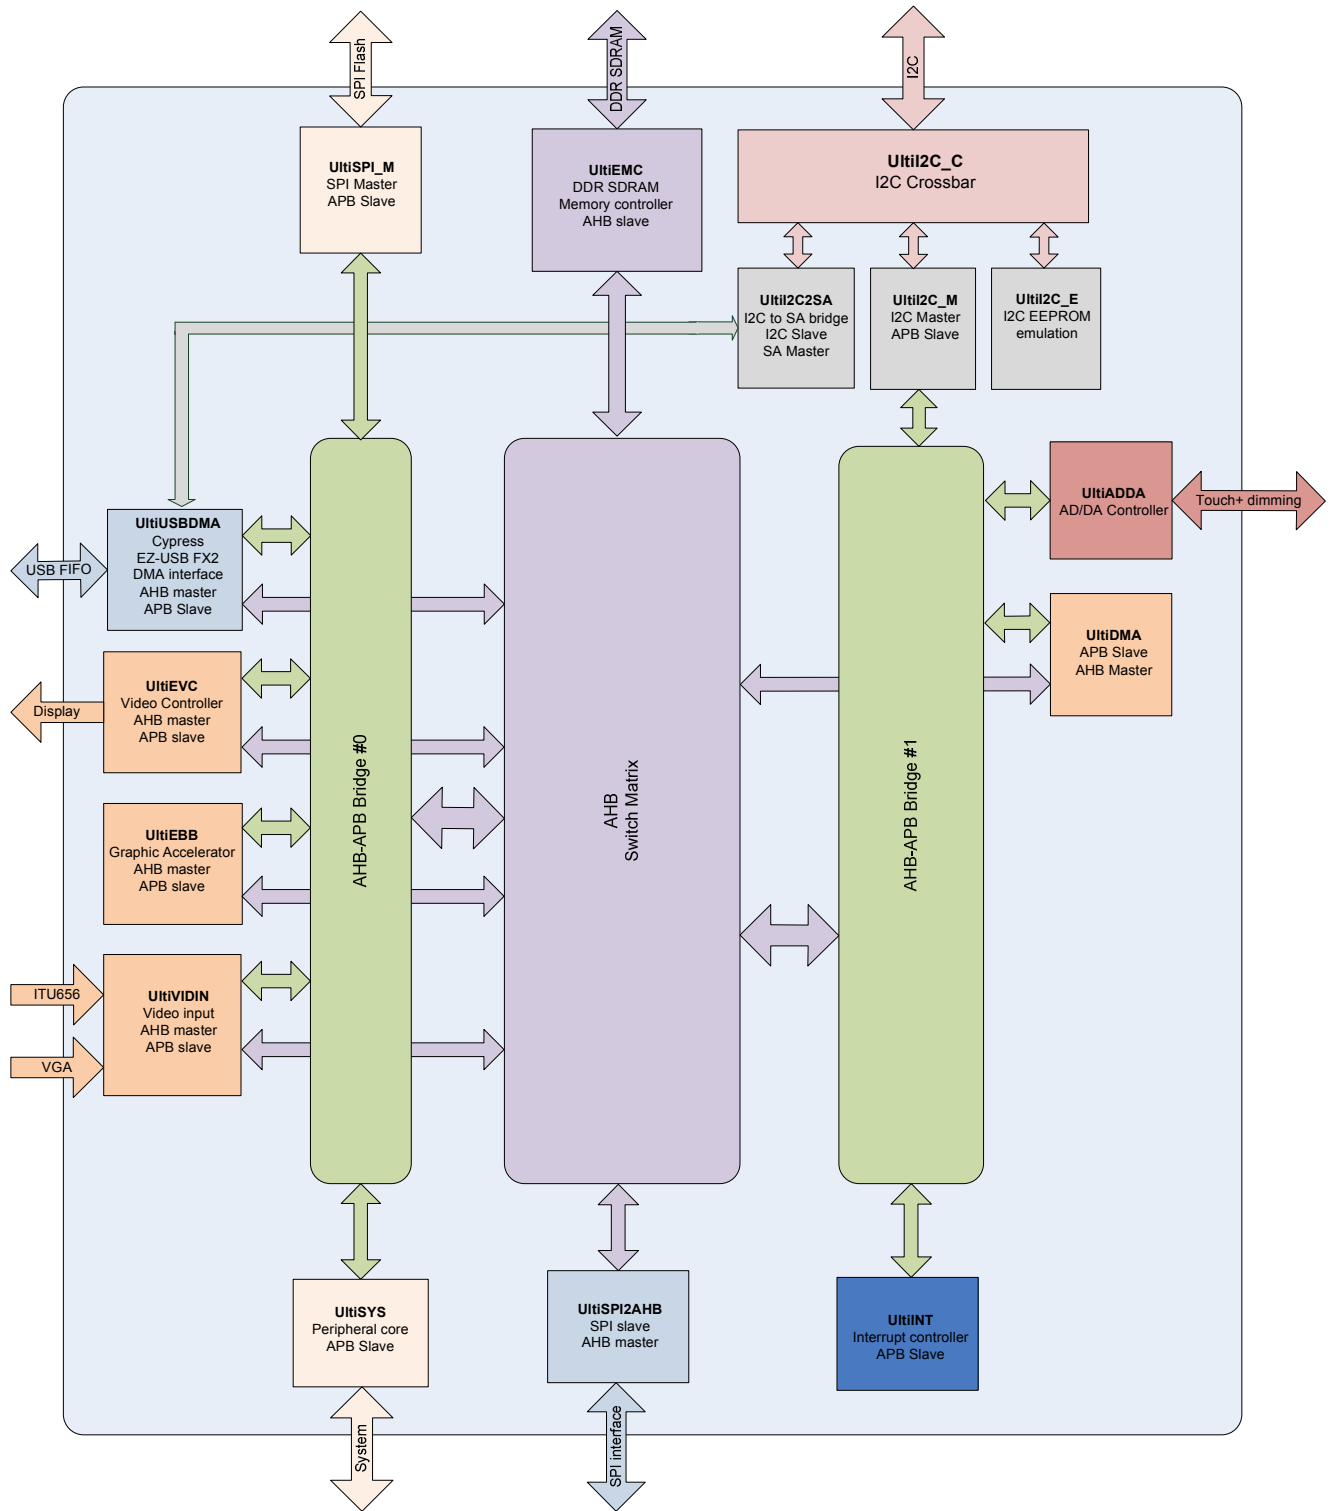 SPI Flash
DDR SDRAM
I2C
UltiSPI_M
SPI Master
APB Slave
UltiEMC
DDR SDRAM
Memory controller
AHB slave
UltiI2C_C
I2C Crossbar
UltiI2C2SA
I2C to SA bridge
I2C Slave
SA Master
UltiI2C_M
I2C Master
APB Slave
UltiI2C_E
I2C EEPROM
emulation
USB FIFO
UltiUSBDMA
Cypress
EZ-USB FX2
DMA interface
AHB master
APB Slave
UltiADDA
AD/DA Controller
Touch+ dimming
UltiDMA
APB Slave
AHB Master
Display
UltiEVC
Video Controller
AHB master
APB slave
AHB-APB Bridge #0
AHB
Switch Matrix
AHB-APB Bridge #1
UltiEBB
Graphic Accelerator
AHB master
APB slave
ITU656
VGA
UltiVIDIN
Video input
AHB master
APB slave
UltiSYS
Peripheral core
APB Slave
UltiSPI2AHB
SPI slave
AHB master
UltiINT
Interrupt controller
APB Slave
System
SPI interface